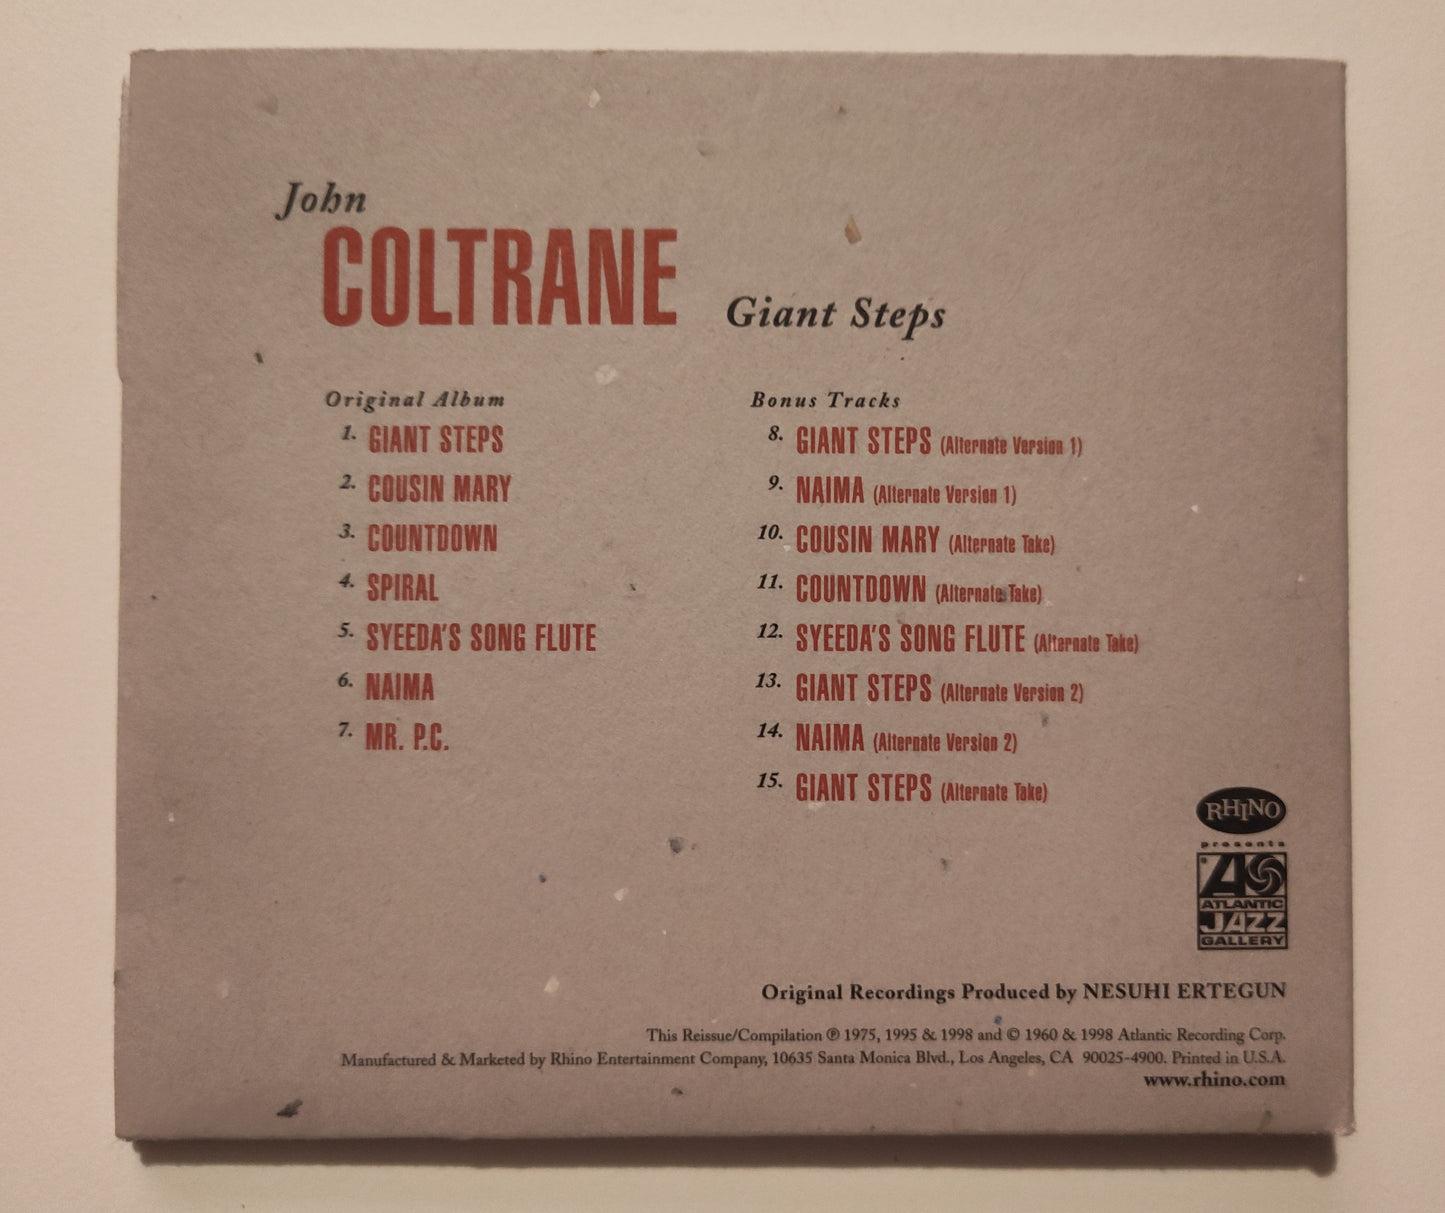 John
COLTRANE
Giant Steps
Original Album
1. GIANT STEPS
2. COUSIN MARY
3. COUNTDOWN
4. SPIRAL
5. SYEEDA'S SONG FLUTE
6. NAIMA
7. MR. P.C.
Bonus Tracks
8. GIANT STEPS (Alternate Version 1)
9. NAIMA (Alternate Version 1)
10. COUSIN MARY (Alternate Take)
11. COUNTDOWN (Alternate Take)
12. SYEEDA'S SONG FLUTE (Alternate Take)
13. GIANT STEPS (Alternate Version 2)
14. NAIMA (Alternate Version 2)
15. GIANT STEPS (Alternate Take)
RHINO
presents
ATLANTIC
JAZZ
GALLERY
Original Recordings Produced by NESUHI ERTEGUN
This Reissue/Compilation ℗ 1975, 1995 & 1998 and © 1960 & 1998 Atlantic Recording Corp.
Manufactured & Marketed by Rhino Entertainment Company, 10635 Santa Monica Blvd., Los Angeles, CA 90025-4900. Printed in U.S.A.
www.rhino.com